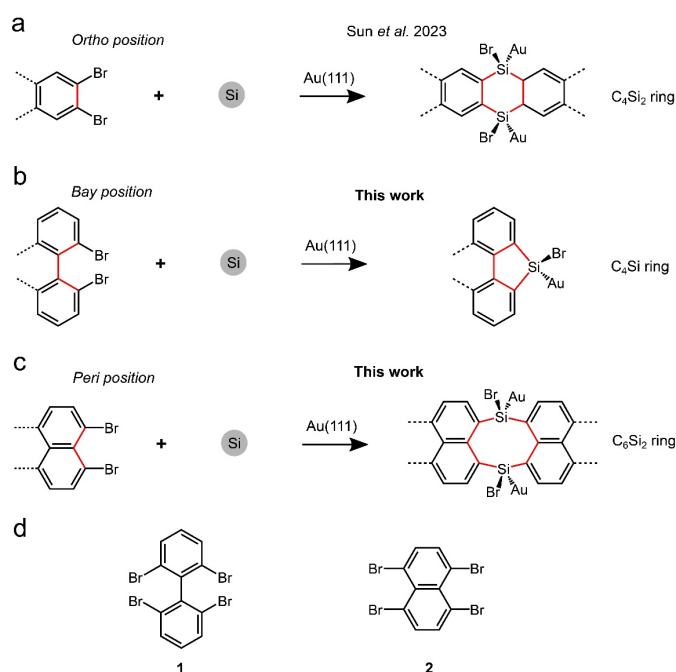 a
Ortho position
Sun et al. 2023
Br
Br
+
Si
Au(111)
Br Au
Si
Si
Br Au
C4Si2 ring
b
Bay position
This work
Br
Br
+
Si
Au(111)
Si
Br
Au
C4Si ring
c
Peri position
This work
Br
Br
+
Si
Au(111)
Br Au
Si
Si
Br Au
C6Si2 ring
d
Br Br
Br Br
1
Br Br
Br Br
2